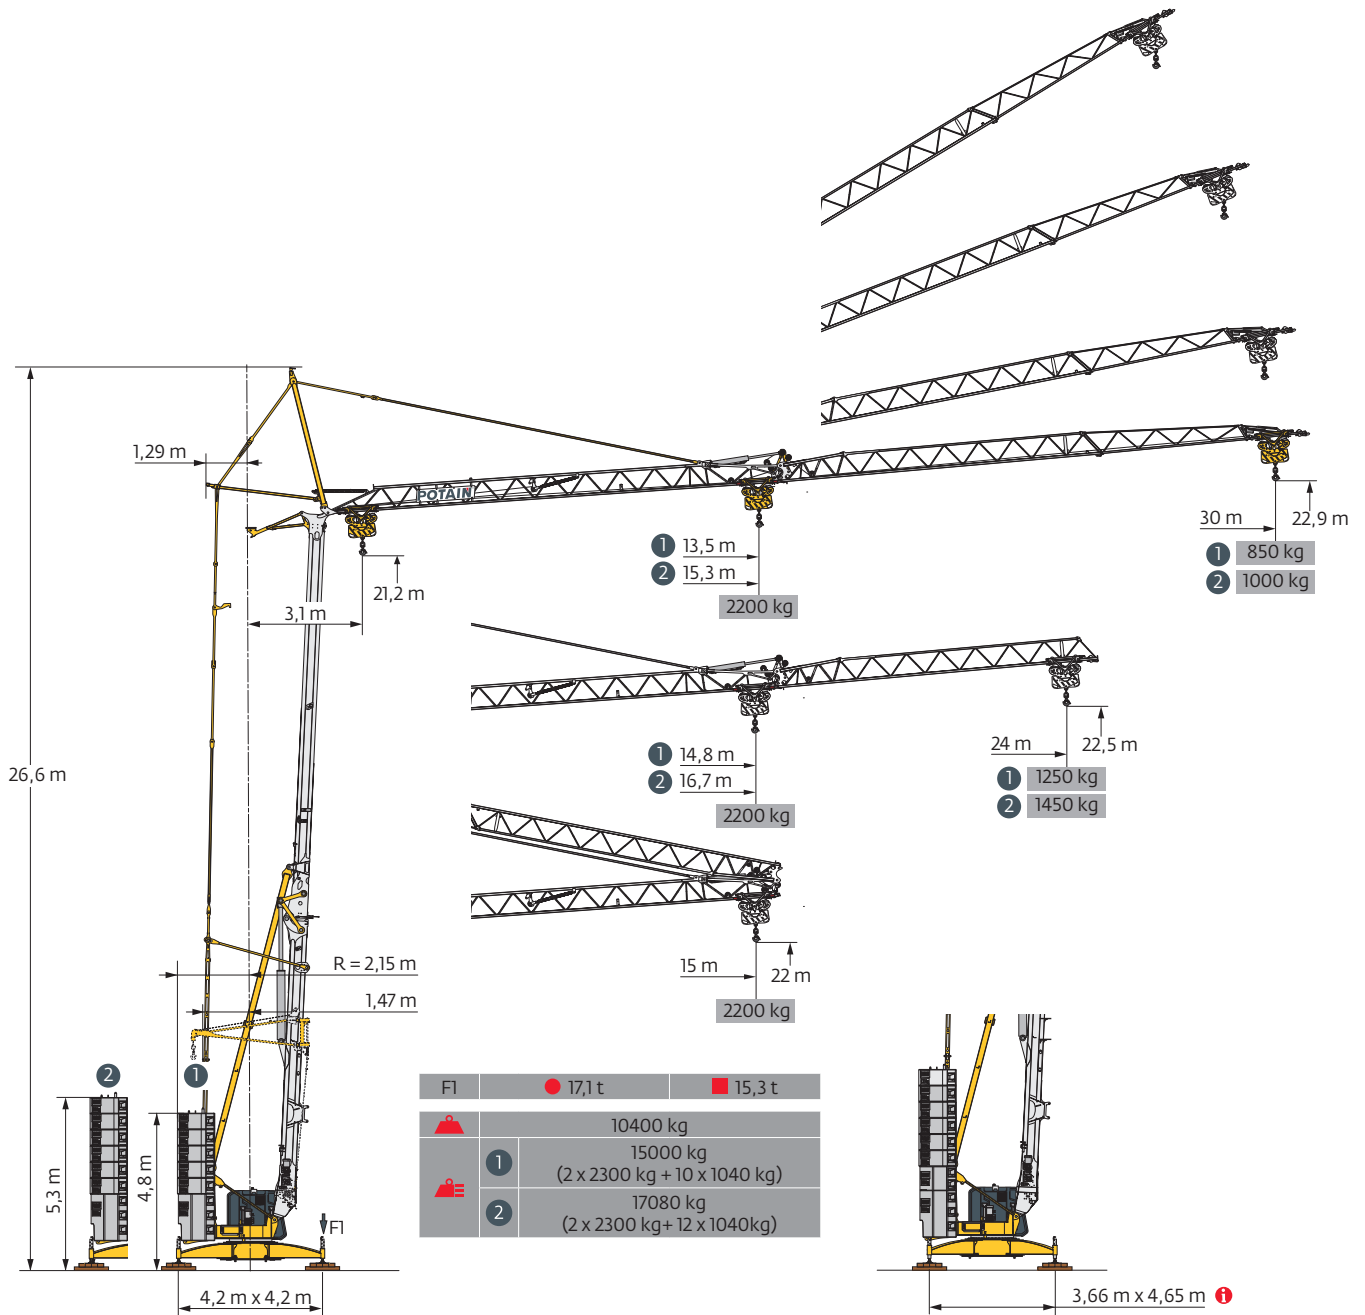 1,29 m
POTAIN
21,2 m
3,1 m
1 13,5 m
2 15,3 m
2200 kg
30 m
22,9 m
1 850 kg
2 1000 kg
26,6 m
1 14,8 m
2 16,7 m
2200 kg
24 m
22,5 m
1 1250 kg
2 1450 kg
15 m
22 m
2200 kg
R = 2,15 m
1,47 m
2
1
5,3 m
4,8 m
F1
4,2 m x 4,2 m
F1 17,1 t 15,3 t
10400 kg
1 15000 kg
(2 x 2300 kg + 10 x 1040 kg)
2 17080 kg
(2 x 2300 kg+ 12 x 1040kg)
3,66 m x 4,65 m i